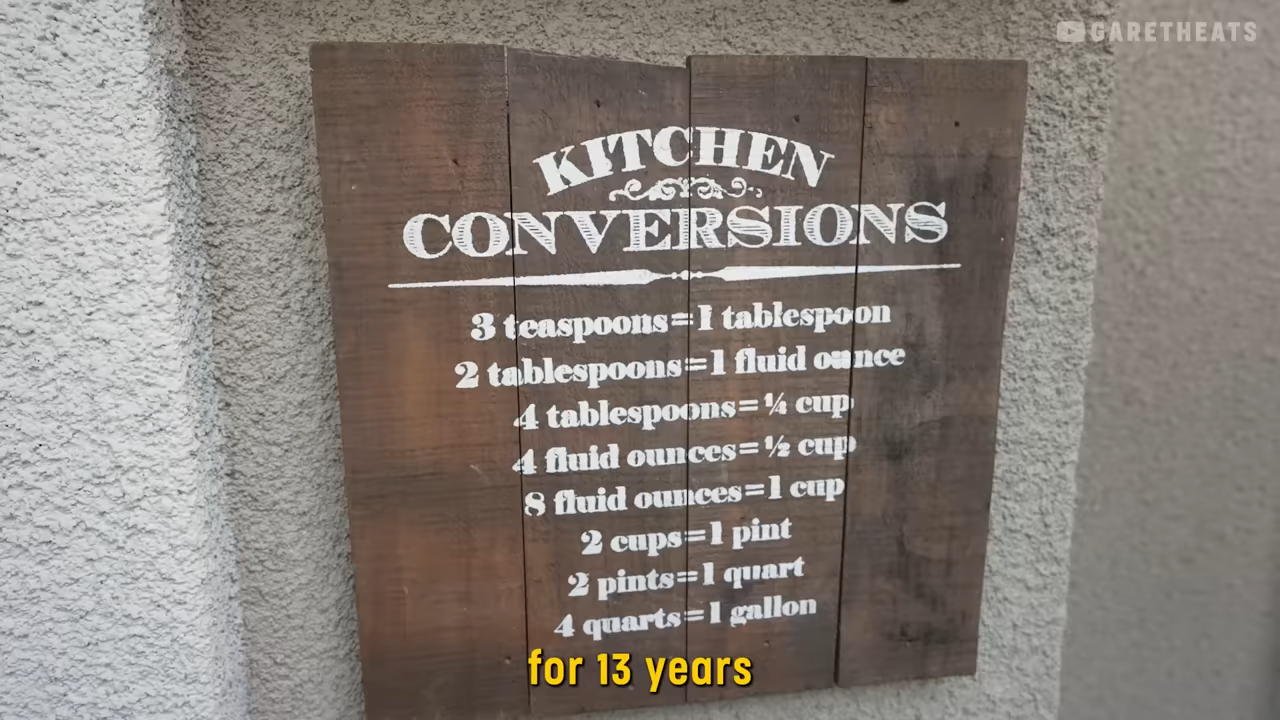 GARETHEATS
KITCHEN
CONVERSIONS
3 teaspoons=1 tablespoon
2 tablespoons=1 fluid ounce
4 tablespoons=¼ cup
4 fluid ounces=½ cup
8 fluid ounces=1 cup
2 cups=1 pint
2 pints=1 quart
4 quarts=1 gallon
for 13 years